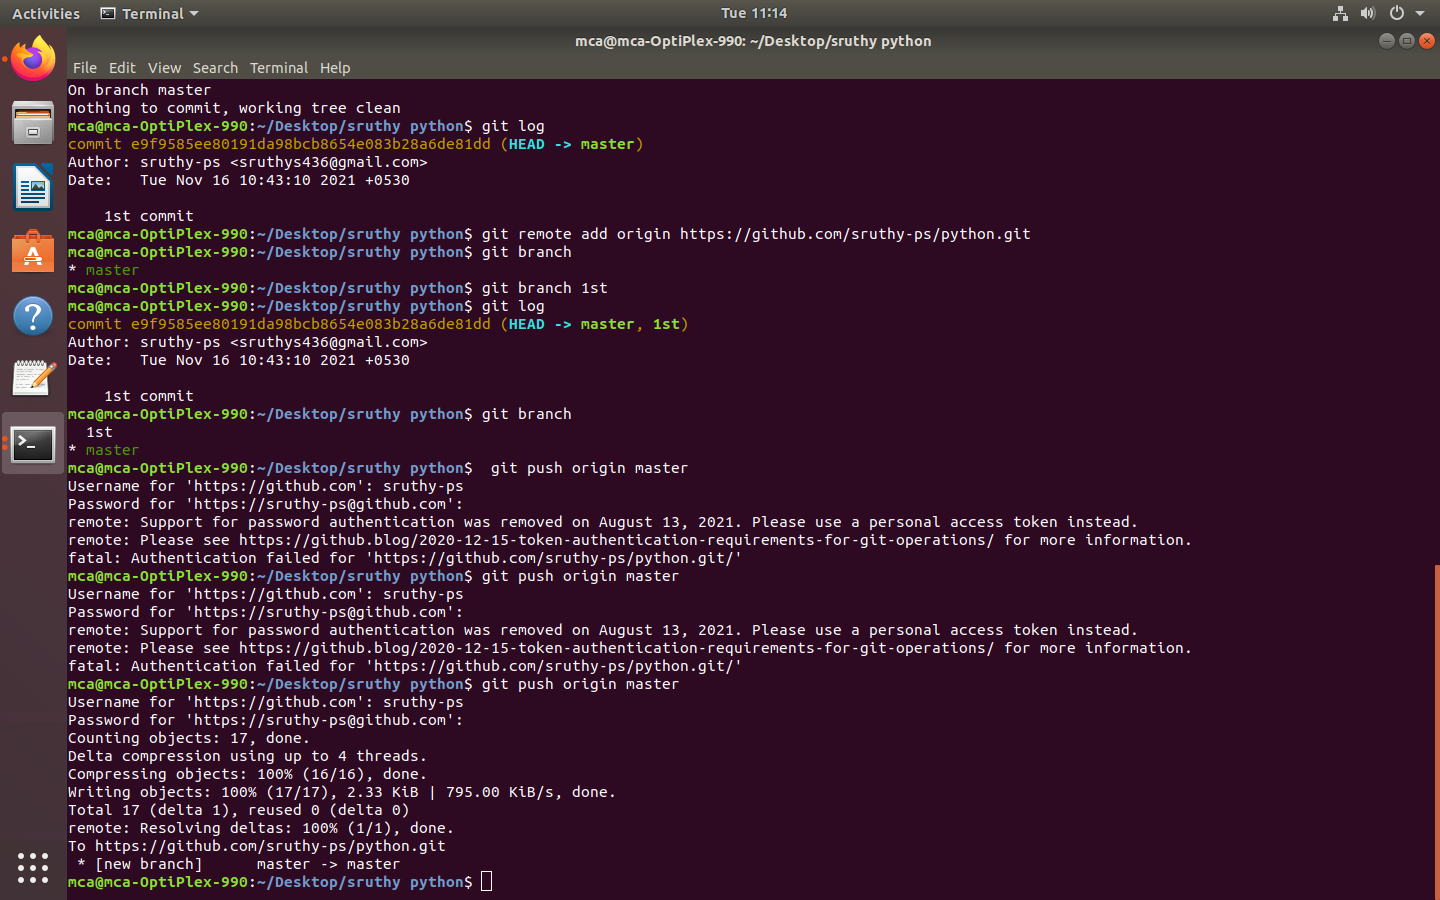 Activities Terminal Tue 11:14
mca@mca-OptiPlex-990: ~/Desktop/sruthy python
File Edit View Search Terminal Help
On branch master
nothing to commit, working tree clean
mca@mca-OptiPlex-990:~/Desktop/sruthy python$ git log
commit e9f9585ee80191da98bcb8654e083b28a6de81dd (HEAD -> master)
Author: sruthy-ps <sruthys436@gmail.com>
Date:   Tue Nov 16 10:43:10 2021 +0530
    1st commit
mca@mca-OptiPlex-990:~/Desktop/sruthy python$ git remote add origin https://github.com/sruthy-ps/python.git
mca@mca-OptiPlex-990:~/Desktop/sruthy python$ git branch
* master
mca@mca-OptiPlex-990:~/Desktop/sruthy python$ git branch 1st
mca@mca-OptiPlex-990:~/Desktop/sruthy python$ git log
commit e9f9585ee80191da98bcb8654e083b28a6de81dd (HEAD -> master, 1st)
Author: sruthy-ps <sruthys436@gmail.com>
Date:   Tue Nov 16 10:43:10 2021 +0530
    1st commit
mca@mca-OptiPlex-990:~/Desktop/sruthy python$ git branch
  1st
* master
mca@mca-OptiPlex-990:~/Desktop/sruthy python$  git push origin master
Username for 'https://github.com': sruthy-ps
Password for 'https://sruthy-ps@github.com':
remote: Support for password authentication was removed on August 13, 2021. Please use a personal access token instead.
remote: Please see https://github.blog/2020-12-15-token-authentication-requirements-for-git-operations/ for more information.
fatal: Authentication failed for 'https://github.com/sruthy-ps/python.git/'
mca@mca-OptiPlex-990:~/Desktop/sruthy python$ git push origin master
Username for 'https://github.com': sruthy-ps
Password for 'https://sruthy-ps@github.com':
remote: Support for password authentication was removed on August 13, 2021. Please use a personal access token instead.
remote: Please see https://github.blog/2020-12-15-token-authentication-requirements-for-git-operations/ for more information.
fatal: Authentication failed for 'https://github.com/sruthy-ps/python.git/'
mca@mca-OptiPlex-990:~/Desktop/sruthy python$ git push origin master
Username for 'https://github.com': sruthy-ps
Password for 'https://sruthy-ps@github.com':
Counting objects: 17, done.
Delta compression using up to 4 threads.
Compressing objects: 100% (16/16), done.
Writing objects: 100% (17/17), 2.33 KiB | 795.00 KiB/s, done.
Total 17 (delta 1), reused 0 (delta 0)
remote: Resolving deltas: 100% (1/1), done.
To https://github.com/sruthy-ps/python.git
 * [new branch]      master -> master
mca@mca-OptiPlex-990:~/Desktop/sruthy python$